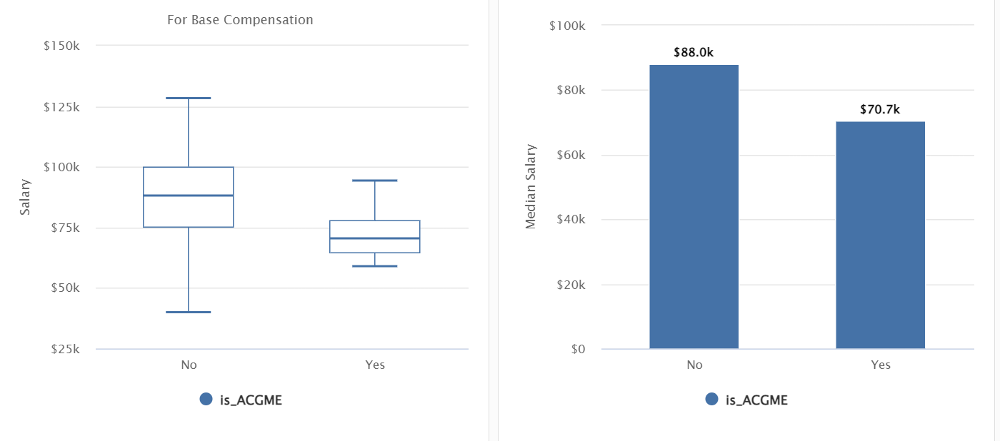 For Base Compensation
$150k
$125k
$100k
$75k
$50k
$25k
Salary
No
Yes
is_ACGME
$100k
$80k
$60k
$40k
$20k
$0
Median Salary
$88.0k
$70.7k
No
Yes
is_ACGME